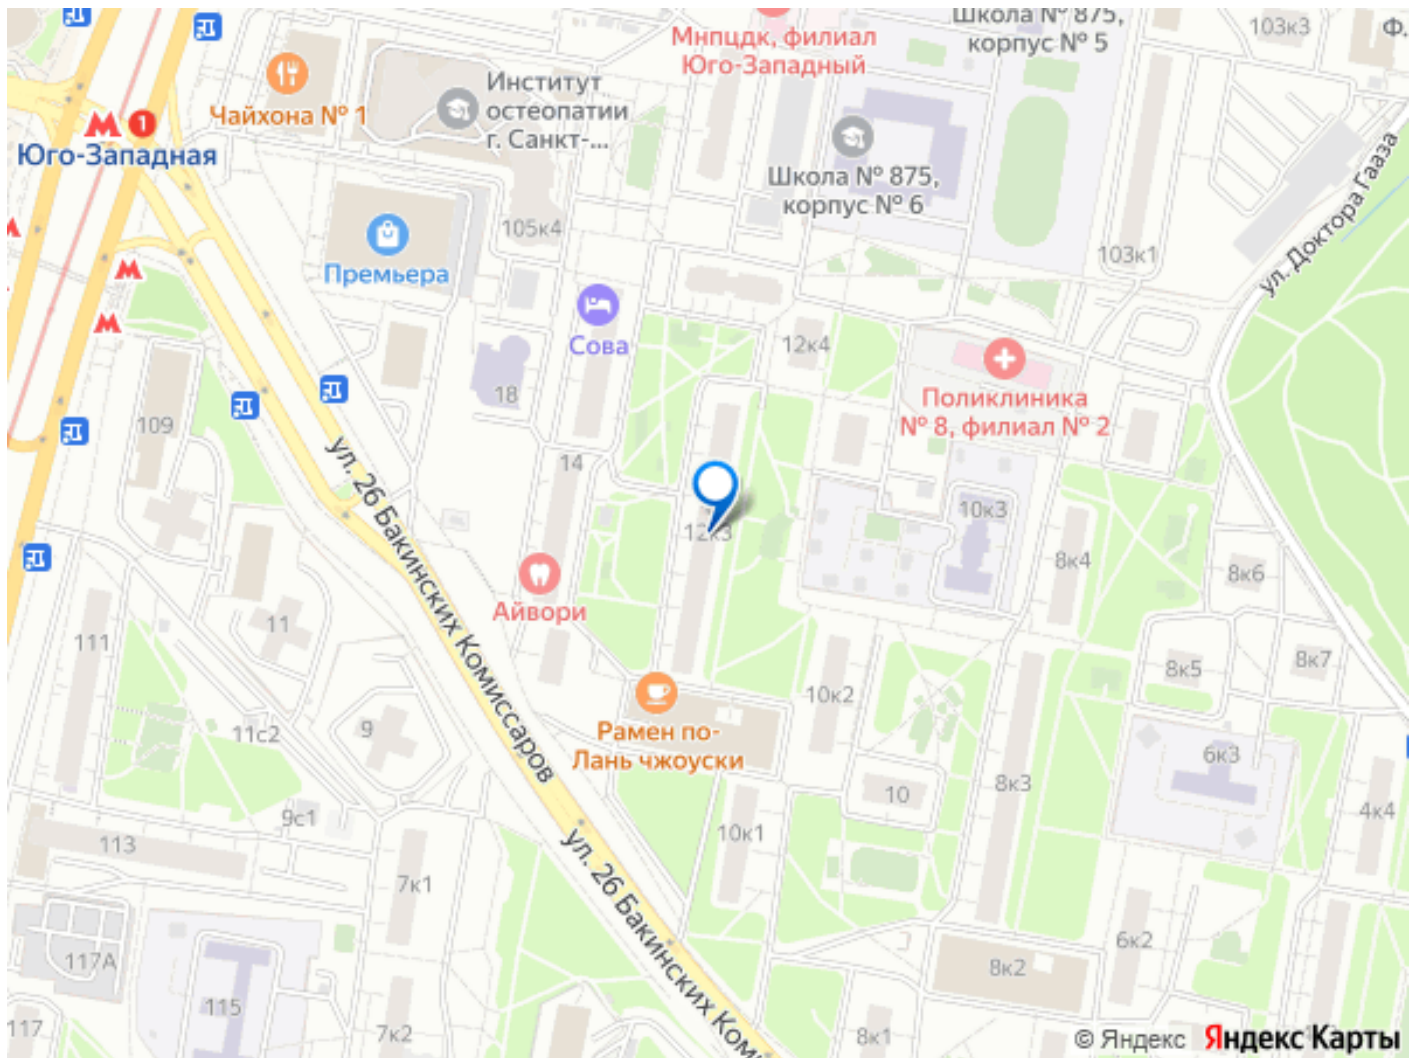 Школа № 875,
корпус № 5
103к3
Ф.
Мнпцдк, филиал
Юго-Западный
Институт
остеопатии
г. Санкт-...
Чайхона № 1
1
Юго-Западная
Школа № 875,
корпус № 6
ул. Доктора Гааза
105к4
103к1
Премьера
Сова
12к4
18
Поликлиника
№ 8, филиал № 2
109
14
ул. 26 Бакинских Комиссаров
12к3
10к3
8к4
8к6
Айвори
11
111
8к5
8к7
10к2
11с2
9
Рамен по-
Лань чжоуски
6к3
8к3
10
4к4
9с1
10к1
113
ул. 26 Бакинских Коми
7к1
6к2
117А
8к2
115
117
7к2
8к1
© Яндекс Яндекс Карты